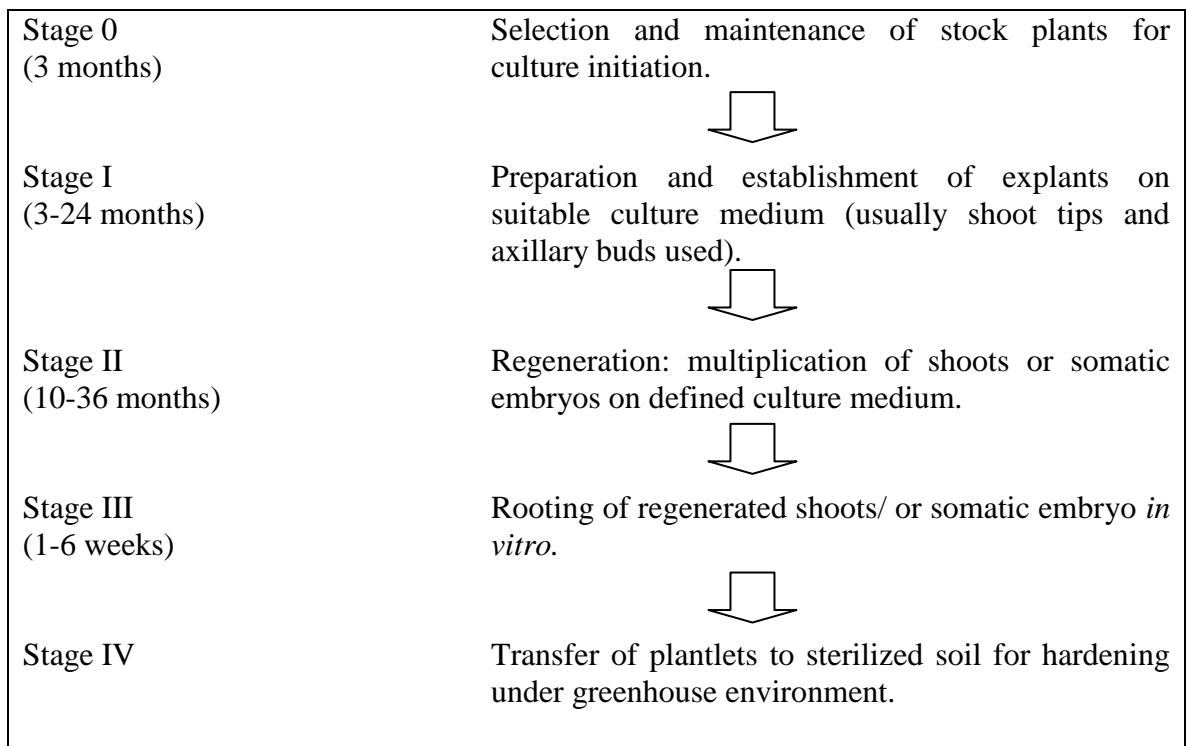 Stage 0
(3 months)
Selection and maintenance of stock plants for
culture initiation.
Stage I
(3-24 months)
Preparation and establishment of explants on
suitable culture medium (usually shoot tips and
axillary buds used).
Stage II
(10-36 months)
Regeneration: multiplication of shoots or somatic
embryos on defined culture medium.
Stage III
(1-6 weeks)
Rooting of regenerated shoots/ or somatic embryo in
vitro.
Stage IV
Transfer of plantlets to sterilized soil for hardening
under greenhouse environment.